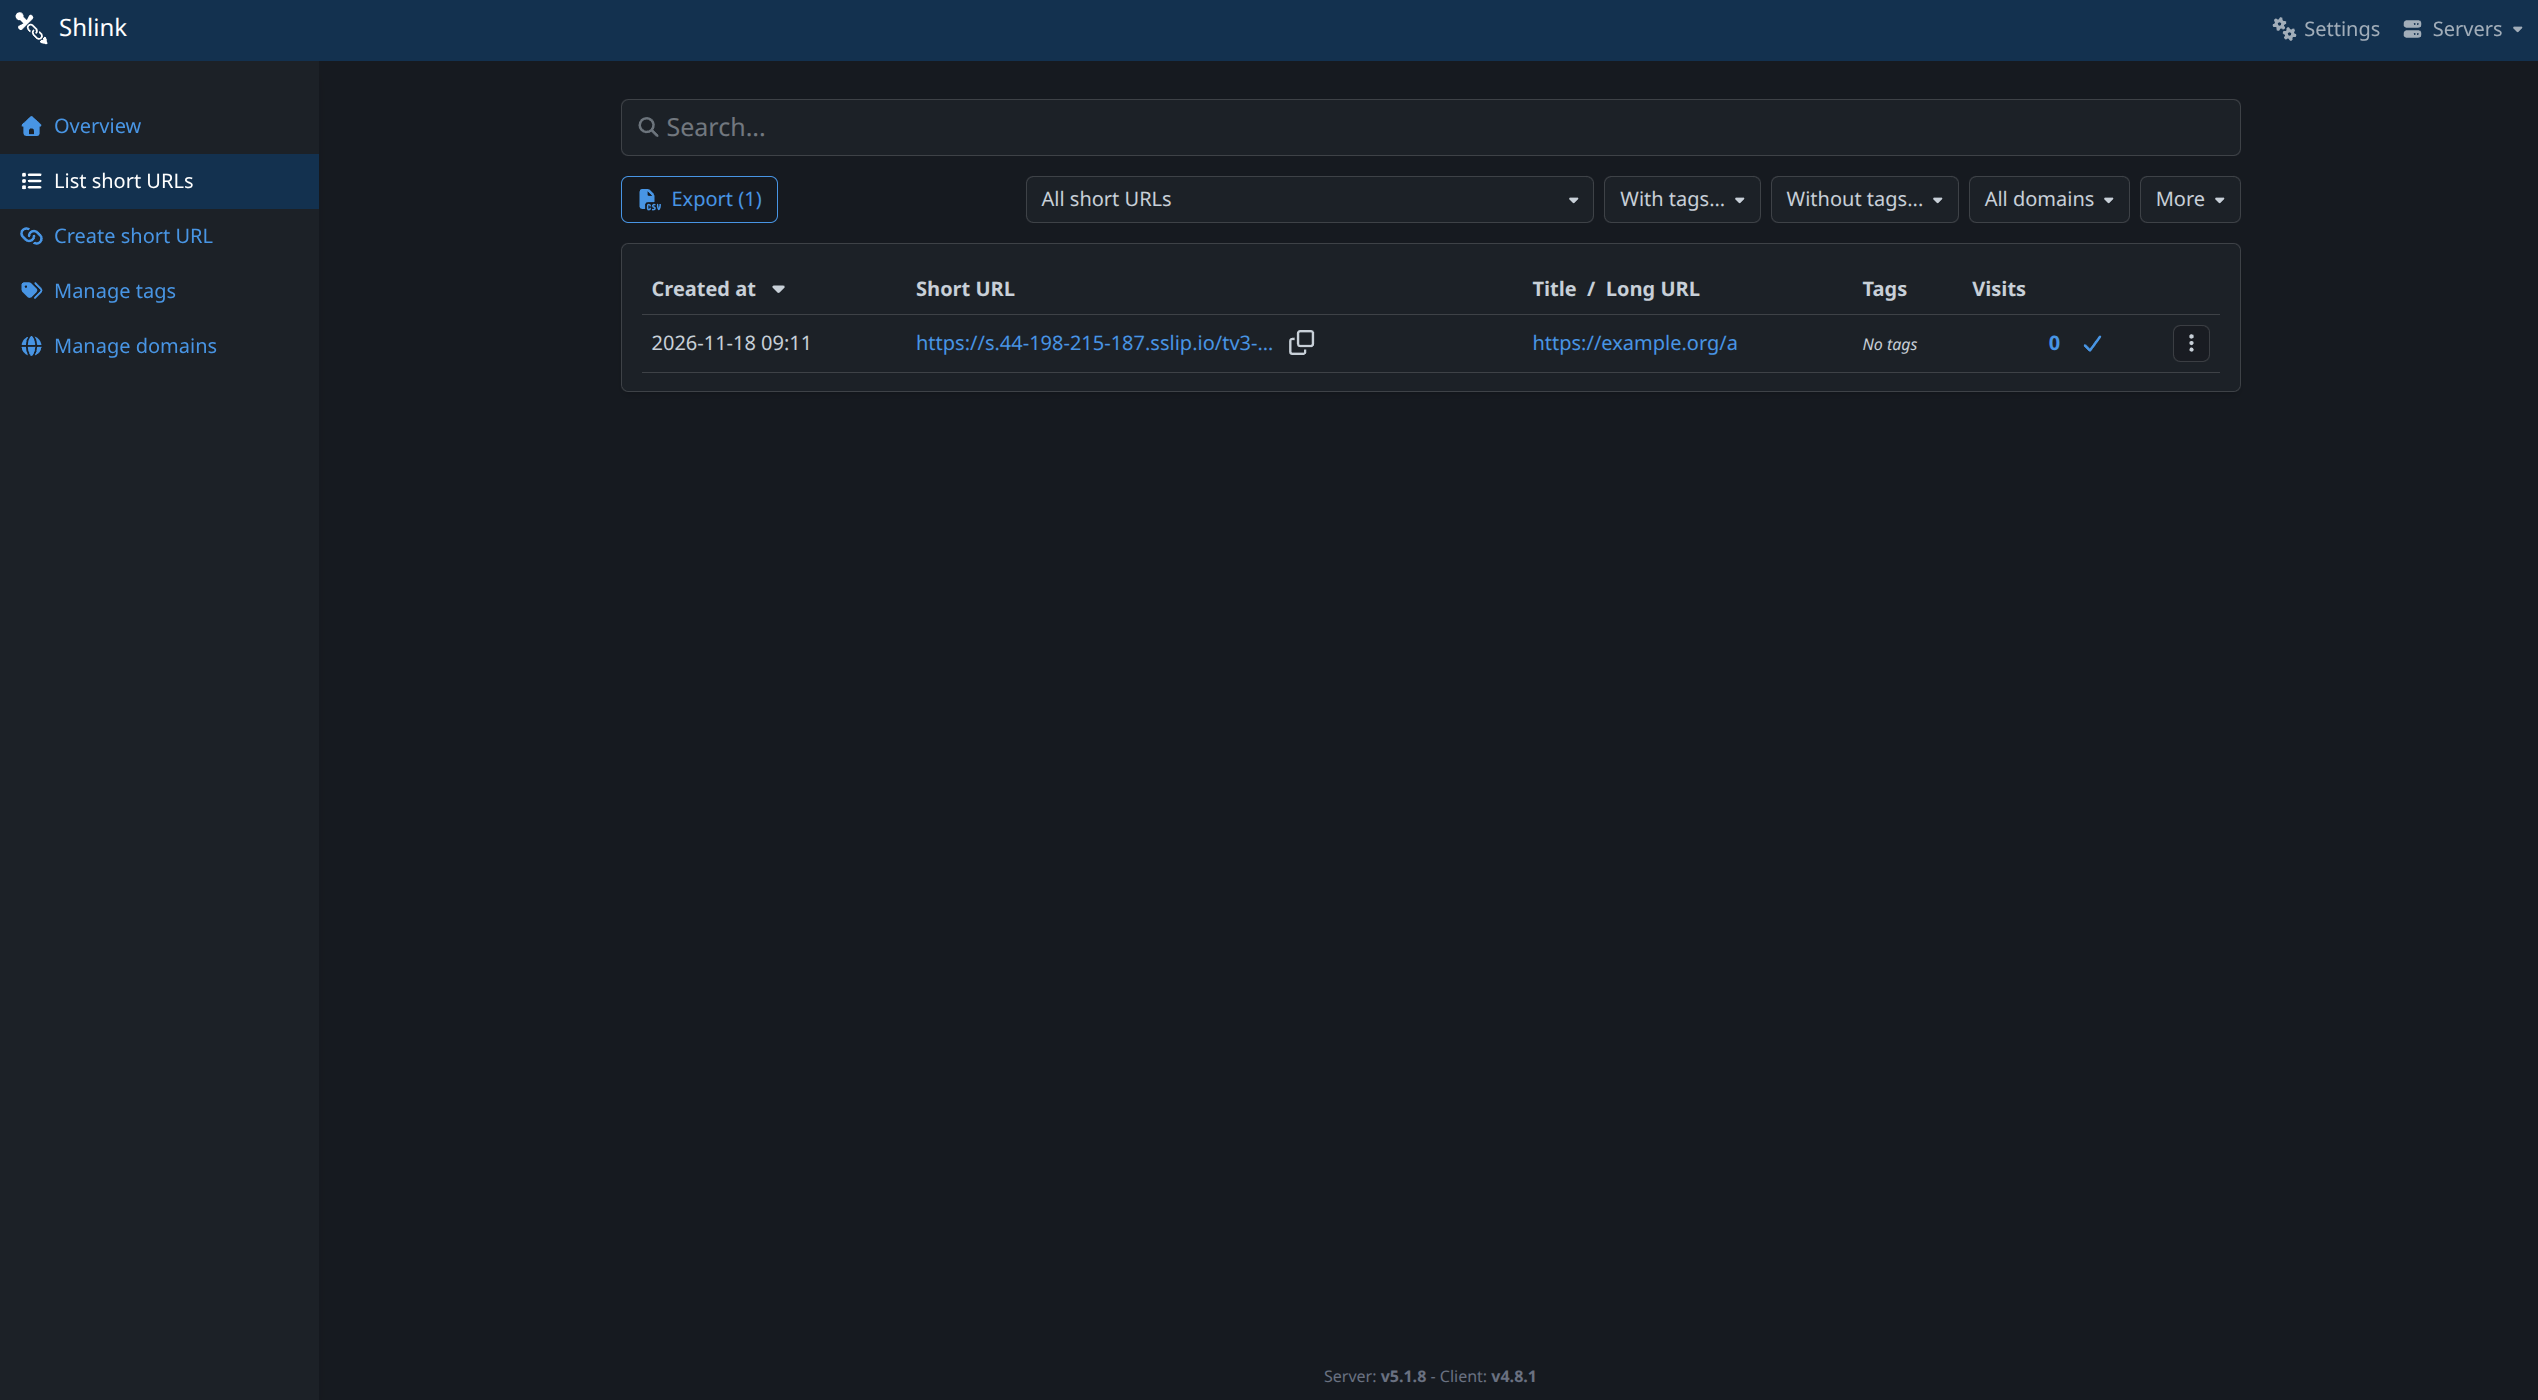 Shlink
Settings
Servers
Overview
List short URLs
Create short URL
Manage tags
Manage domains
Search...
CSV Export (1)
All short URLs
With tags...
Without tags...
All domains
More
Created at Short URL Title / Long URL Tags Visits
2026-11-18 09:11 https://s.44-198-215-187.sslip.io/tv3-... https://example.org/a No tags 0
Server: v5.1.8 - Client: v4.8.1